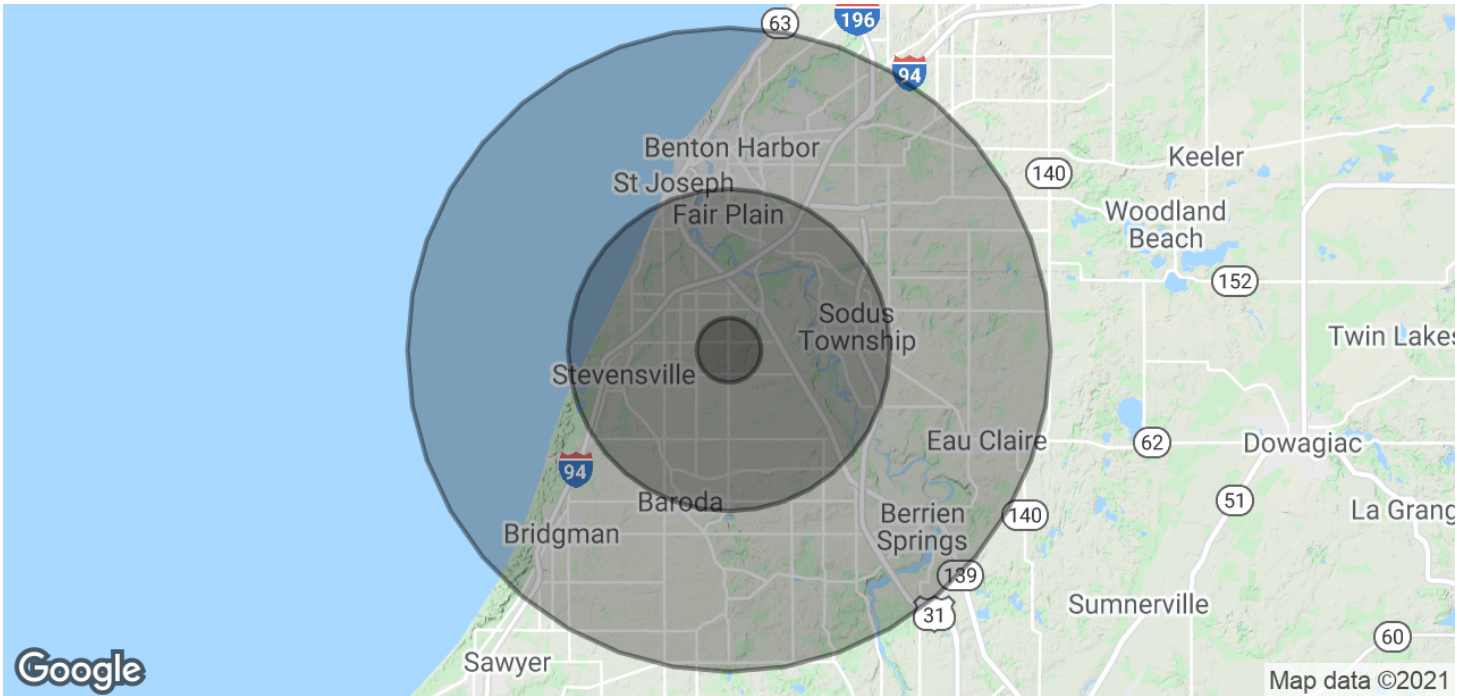 63
196
94
Benton Harbor
Keeler
140
St Joseph
Fair Plain
Woodland
Beach
152
Sodus
Township
Twin Lakes
Stevensville
Eau Claire
62
Dowagiac
94
Baroda
51
Bridgman
Berrien
Springs
140
La Grang
139
Sumnerville
31
60
Sawyer
Google
Map data ©2021